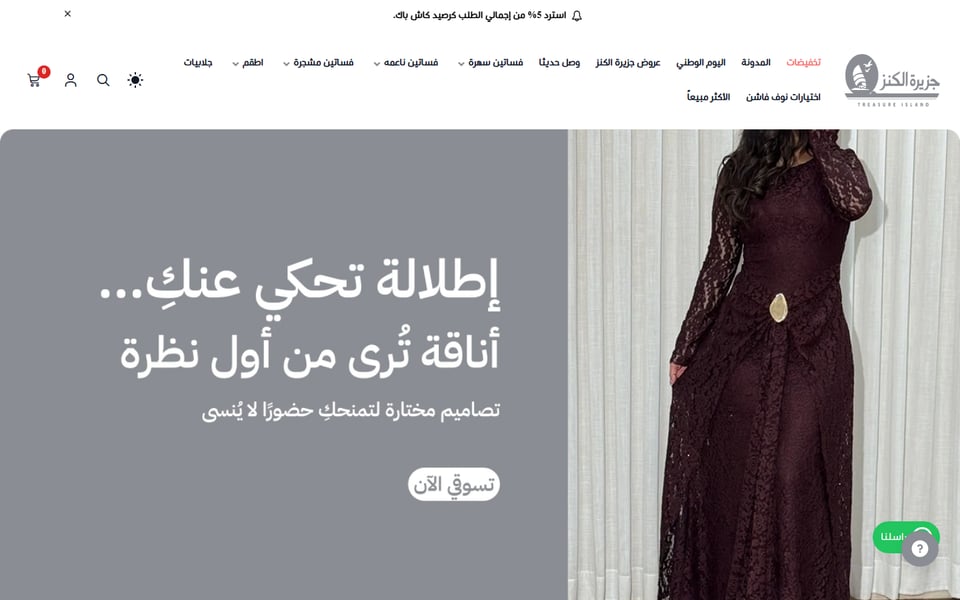 استرد 5% من إجمالي الطلب كرصيد كاش باك.
×
جزيرة الكنز
TREASURE ISLAND
تخفيضات
المدونة
اليوم الوطني
عروض جزيرة الكنز
وصل حديثا
فساتين سهرة
فساتين ناعمه
فساتين مشجرة
اطقم
جلابيات
اختيارات نوف فاشن
الأكثر مبيعاً
0
إطلالة تحكي عنكِ...
أناقة تُرى من أول نظرة
تصاميم مختارة لتمنحكِ حضورًا لا يُنسى
تسوقي الآن
?